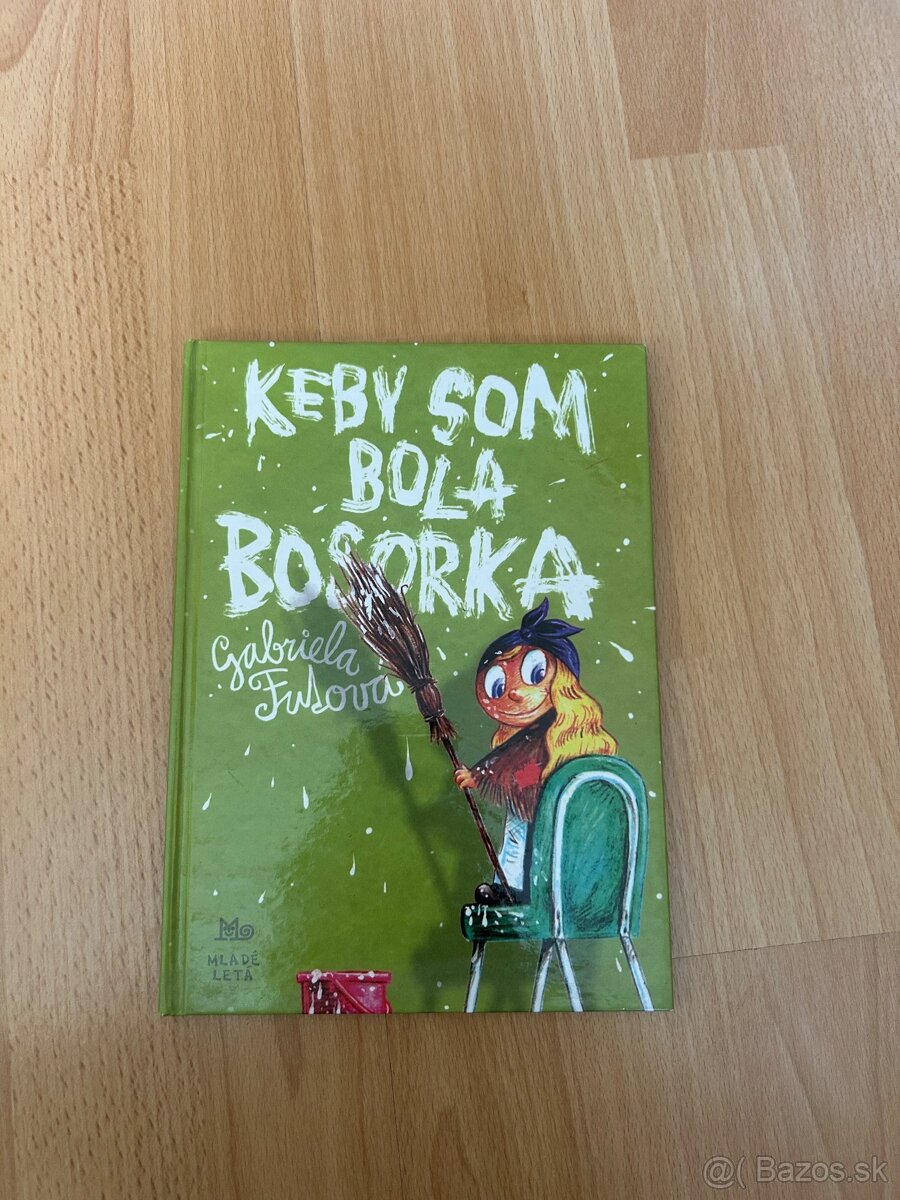 KEBY SOM
BOLA
BOSORKA
Gabriela
Futová
MLADÉ
LETÁ
@( Bazos.sk